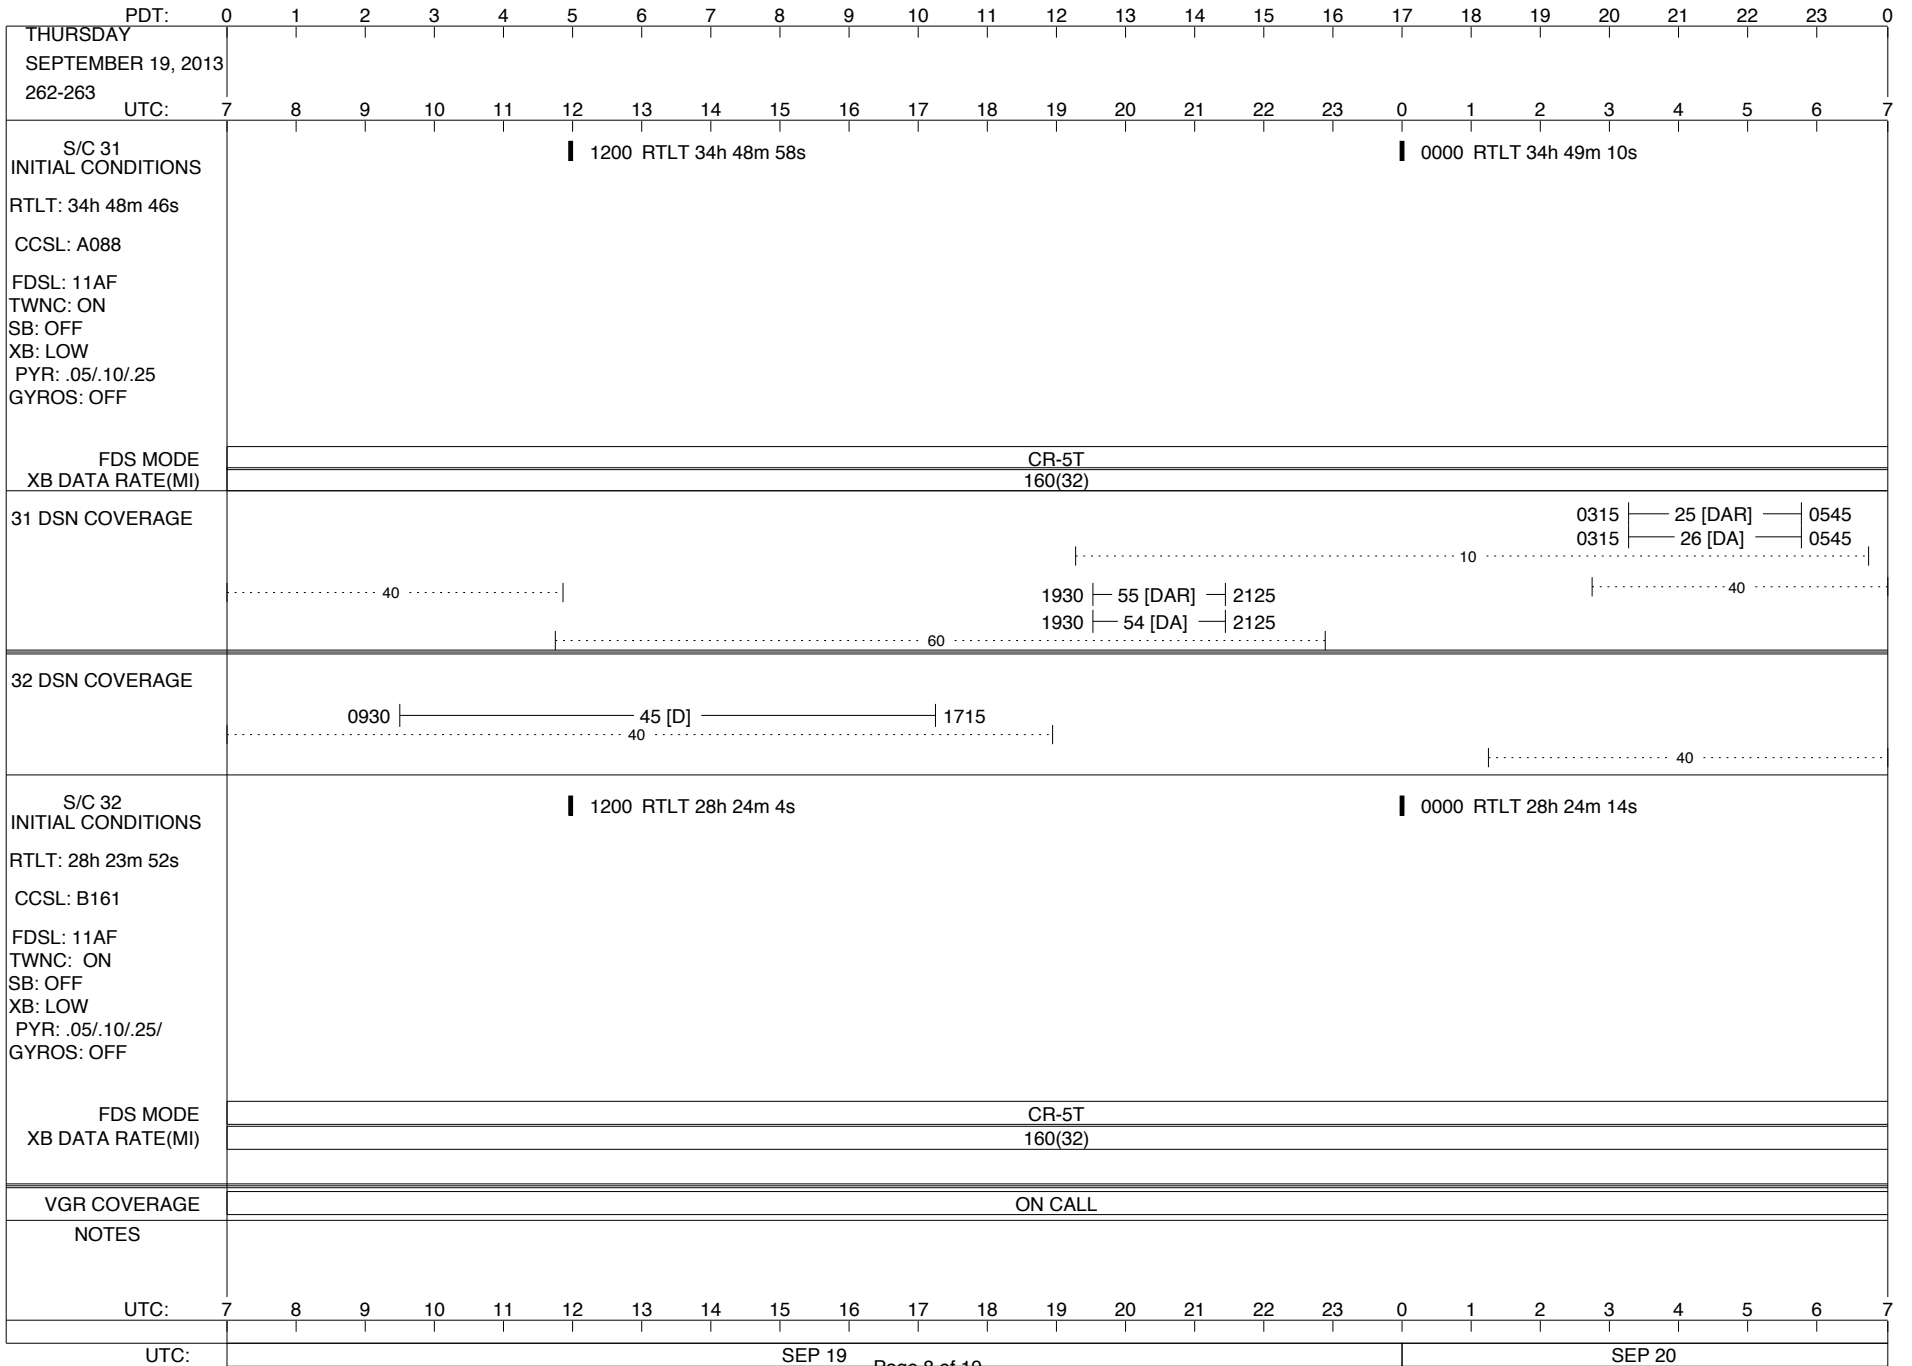 PDT: 0 1 2 3 4 5 6 7 8 9 10 11 12 13 14 15 16 17 18 19 20 21 22 23 0
THURSDAY
SEPTEMBER 19, 2013
262-263
UTC: 7 8 9 10 11 12 13 14 15 16 17 18 19 20 21 22 23 0 1 2 3 4 5 6 7
S/C 31
INITIAL CONDITIONS
1200 RTLT 34h 48m 58s
0000 RTLT 34h 49m 10s
RTLT: 34h 48m 46s
CCSL: A088
FDSL: 11AF
TWNC: ON
SB: OFF
XB: LOW
PYR: .05/.10/.25
GYROS: OFF
FDS MODE CR-5T
XB DATA RATE(MI) 160(32)
31 DSN COVERAGE
0315 25 [DAR] 0545
0315 26 [DA] 0545
10
40
40
1930 55 [DAR] 2125
1930 54 [DA] 2125
60
32 DSN COVERAGE
0930 45 [D] 1715
40
40
S/C 32
INITIAL CONDITIONS
1200 RTLT 28h 24m 4s
0000 RTLT 28h 24m 14s
RTLT: 28h 23m 52s
CCSL: B161
FDSL: 11AF
TWNC: ON
SB: OFF
XB: LOW
PYR: .05/.10/.25/
GYROS: OFF
FDS MODE CR-5T
XB DATA RATE(MI) 160(32)
VGR COVERAGE ON CALL
NOTES
UTC: 7 8 9 10 11 12 13 14 15 16 17 18 19 20 21 22 23 0 1 2 3 4 5 6 7
UTC: SEP 19 SEP 20
Page 8 of 19